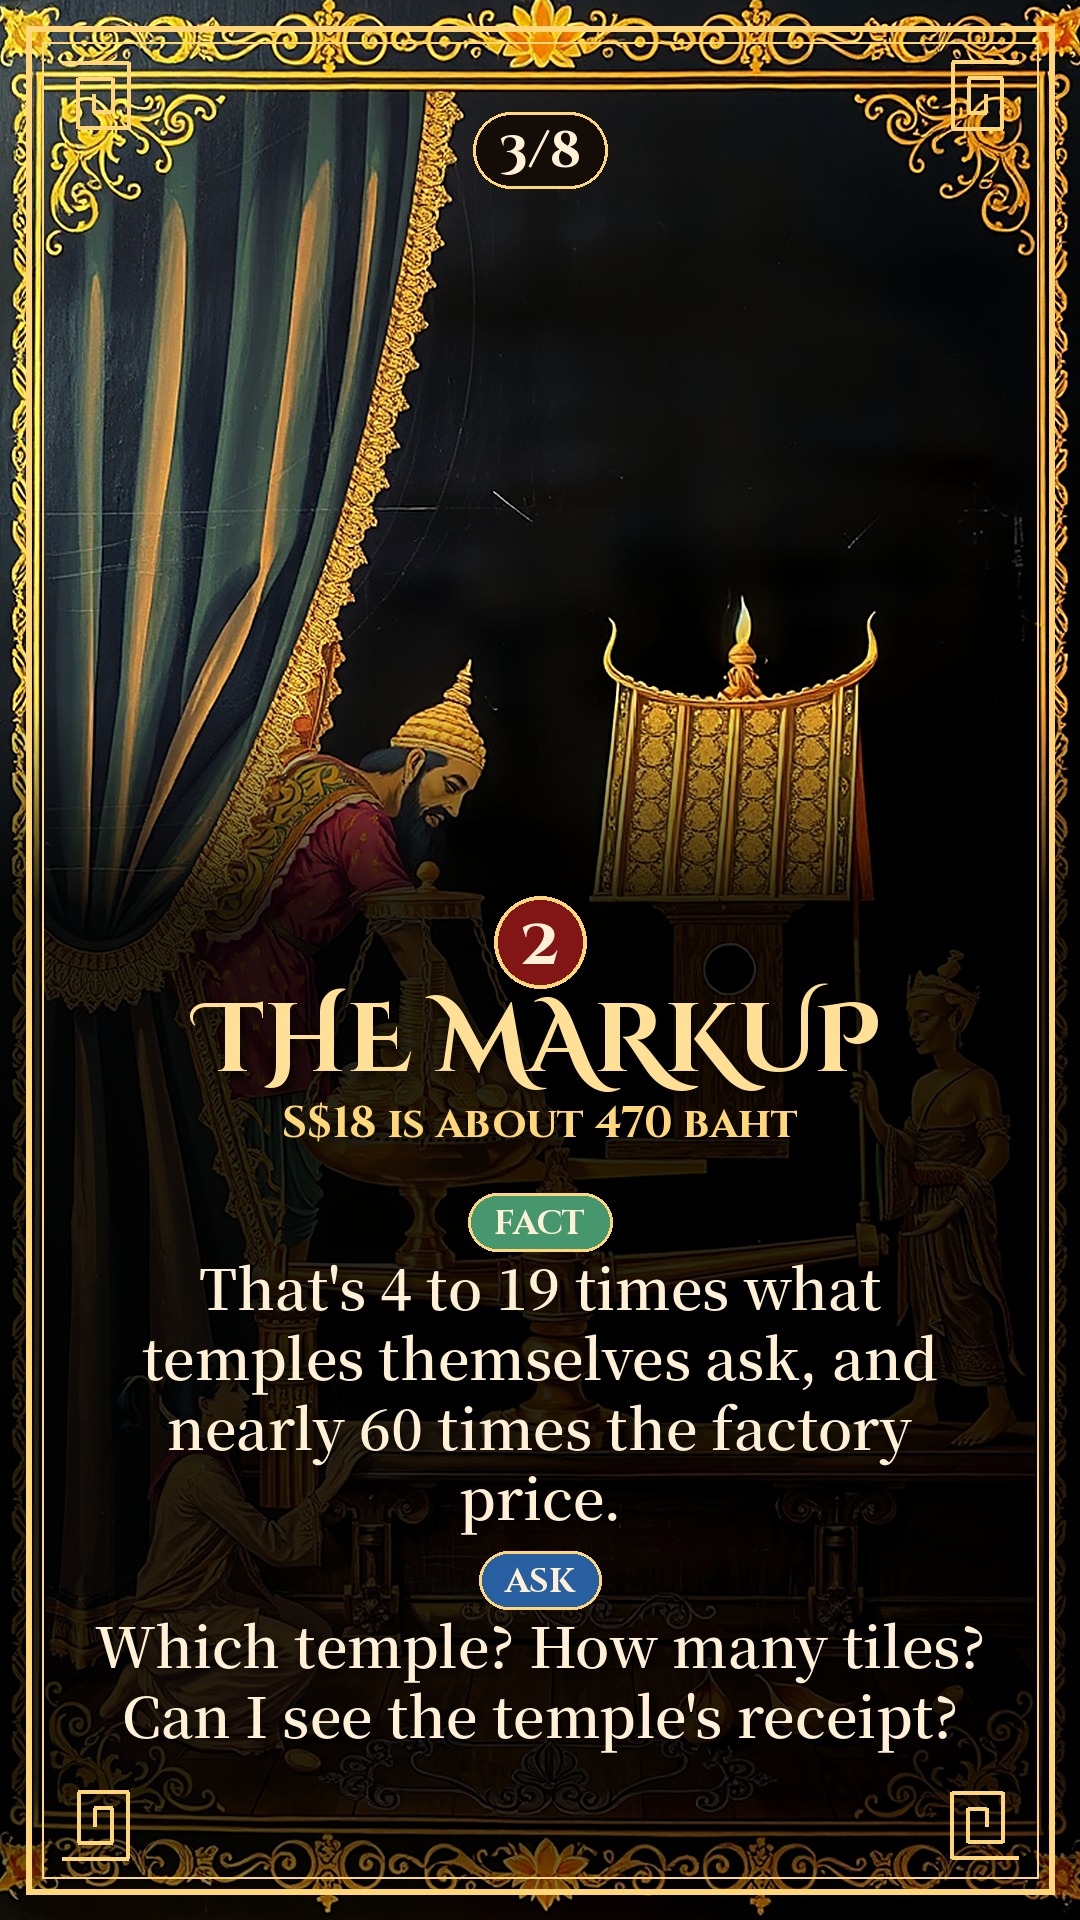 3/8
2
THE MARKUP
S$18 IS ABOUT 470 BAHT
FACT
That's 4 to 19 times what
temples themselves ask, and
nearly 60 times the factory
price.
ASK
Which temple? How many tiles?
Can I see the temple's receipt?